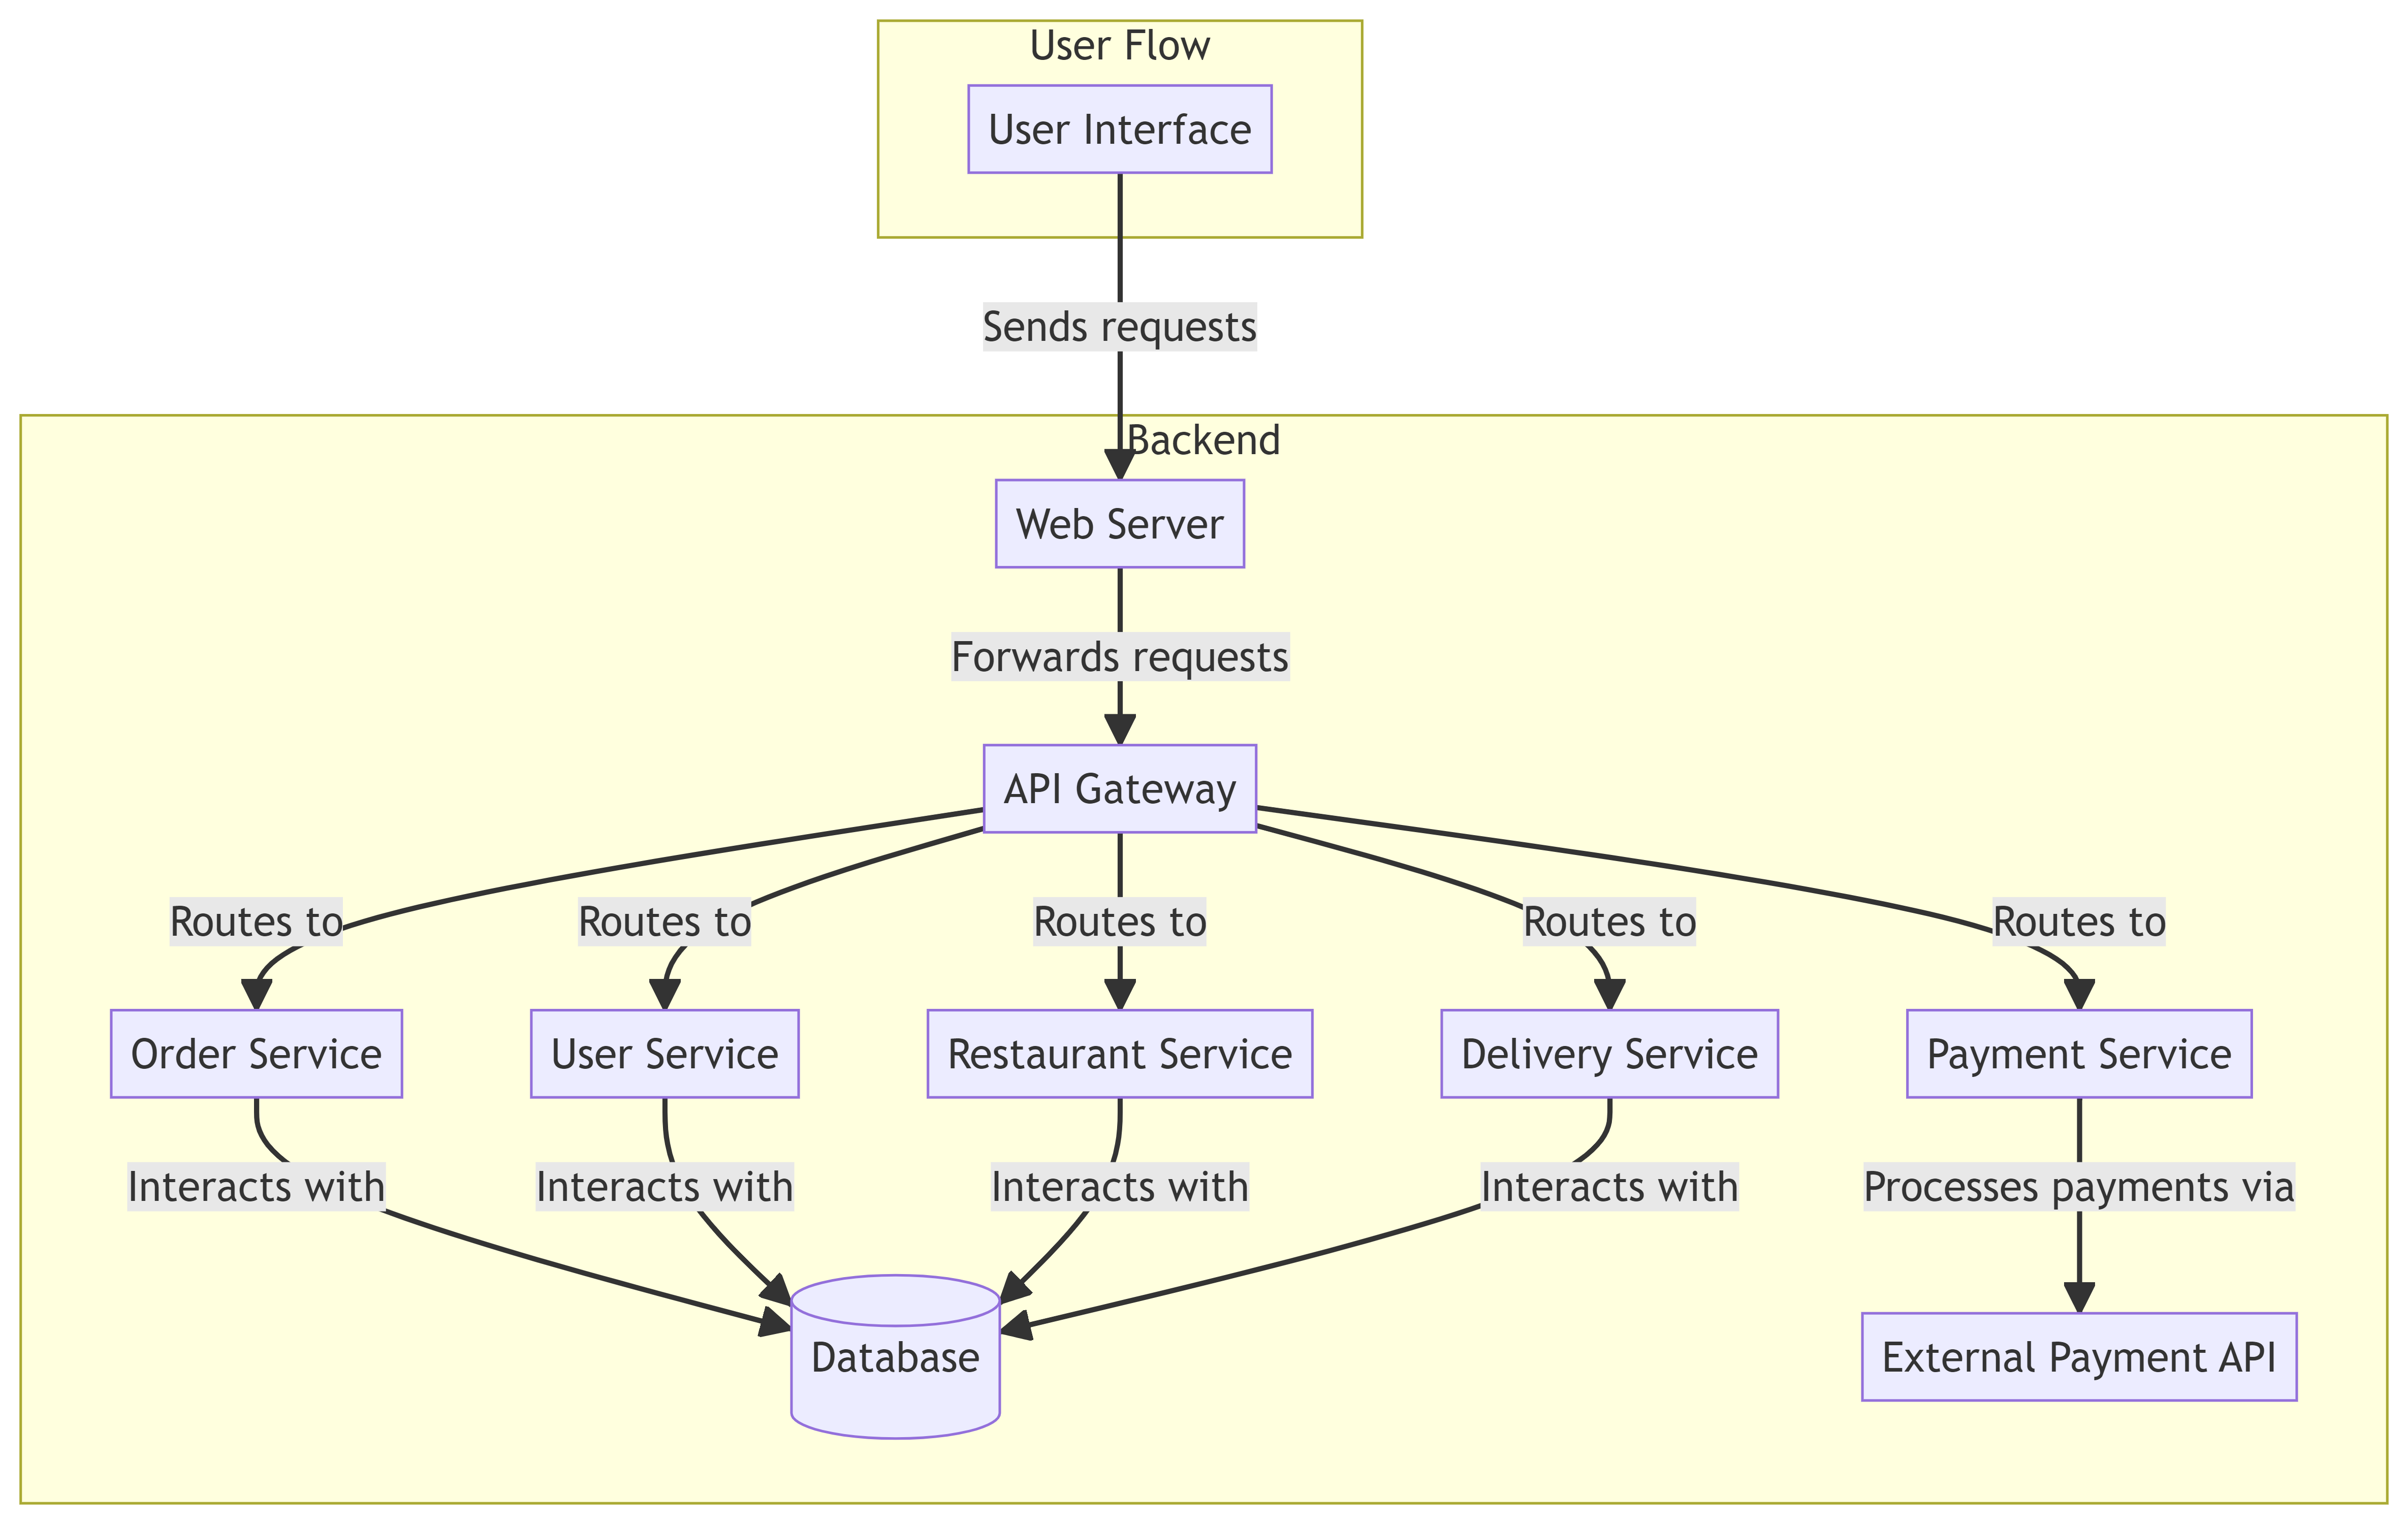 User Flow
User Interface
Sends requests
Backend
Web Server
Forwards requests
API Gateway
Routes to
Routes to
Routes to
Routes to
Routes to
Order Service
User Service
Restaurant Service
Delivery Service
Payment Service
Interacts with
Interacts with
Interacts with
Interacts with
Processes payments via
Database
External Payment API